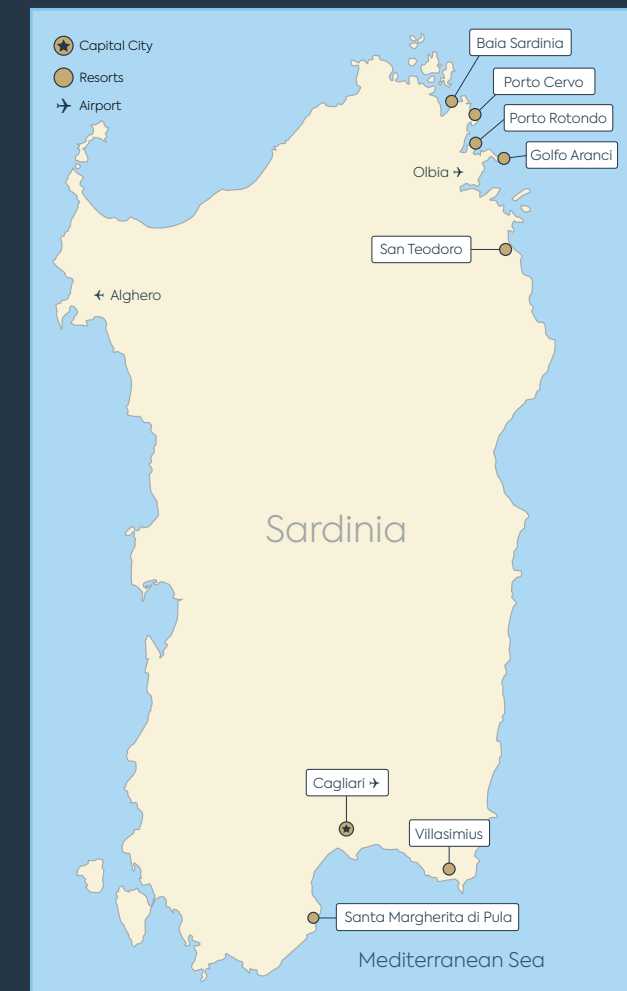 Capital City
Resorts
Airport
Baia Sardinia
Porto Cervo
Porto Rotondo
Golfo Aranci
Olbia
San Teodoro
Alghero
Sardinia
Cagliari
Villasimius
Santa Margherita di Pula
Mediterranean Sea